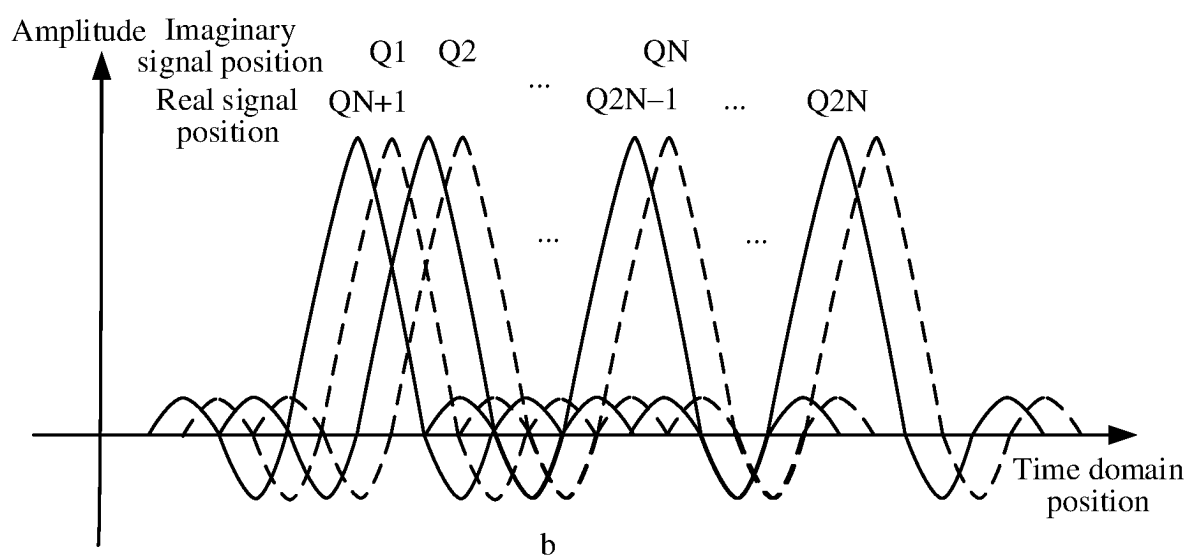 Amplitude
Imaginary
signal position
Q1
Q2
...
QN
Real signal
position
QN+1
Q2N–1
...
Q2N
...
...
Time domain
position
b